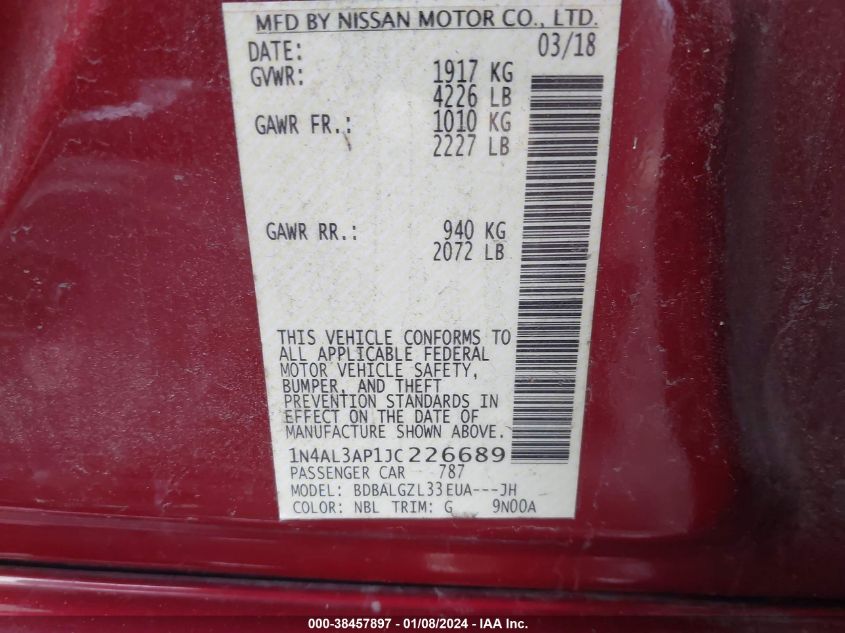 MFD BY NISSAN MOTOR CO., LTD.
DATE: 03/18
GVWR: 1917 KG
4226 LB
GAWR FR.: 1010 KG
2227 LB
GAWR RR.: 940 KG
2072 LB
THIS VEHICLE CONFORMS TO
ALL APPLICABLE FEDERAL
MOTOR VEHICLE SAFETY,
BUMPER, AND THEFT
PREVENTION STANDARDS IN
EFFECT ON THE DATE OF
MANUFACTURE SHOWN ABOVE.
1N4AL3AP1JC226689
PASSENGER CAR 787
MODEL: BDBALGZL33EUA---JH
COLOR: NBL TRIM: G 9N00A
000-38457897 - 01/08/2024 - IAA Inc.